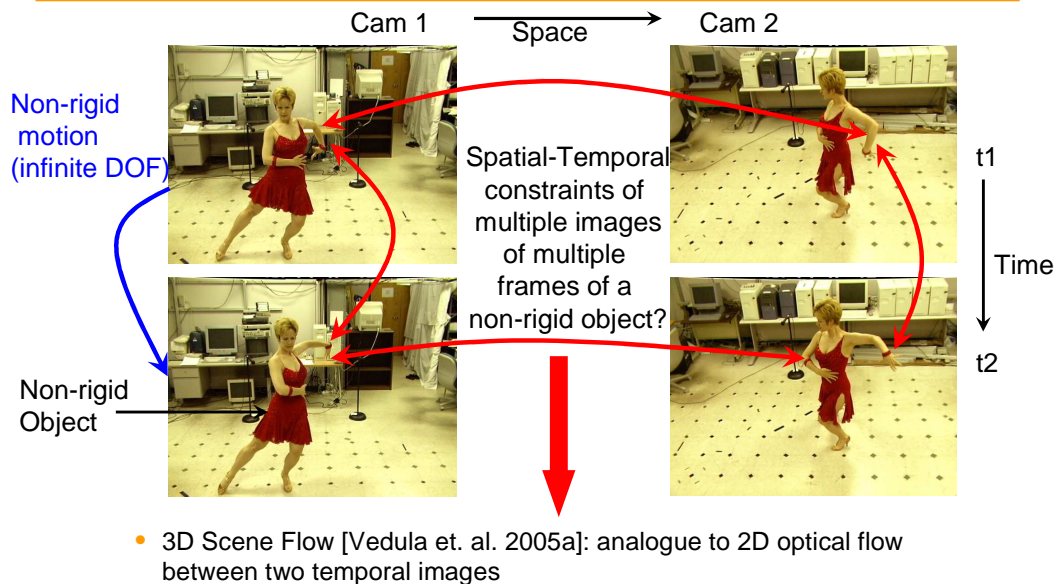 Cam 1
Space
Cam 2
Non-rigid
motion
(infinite DOF)
Spatial-Temporal
constraints of
multiple images
of multiple
frames of a
non-rigid object?
t1
Time
t2
Non-rigid
Object
• 3D Scene Flow [Vedula et. al. 2005a]: analogue to 2D optical flow
between two temporal images